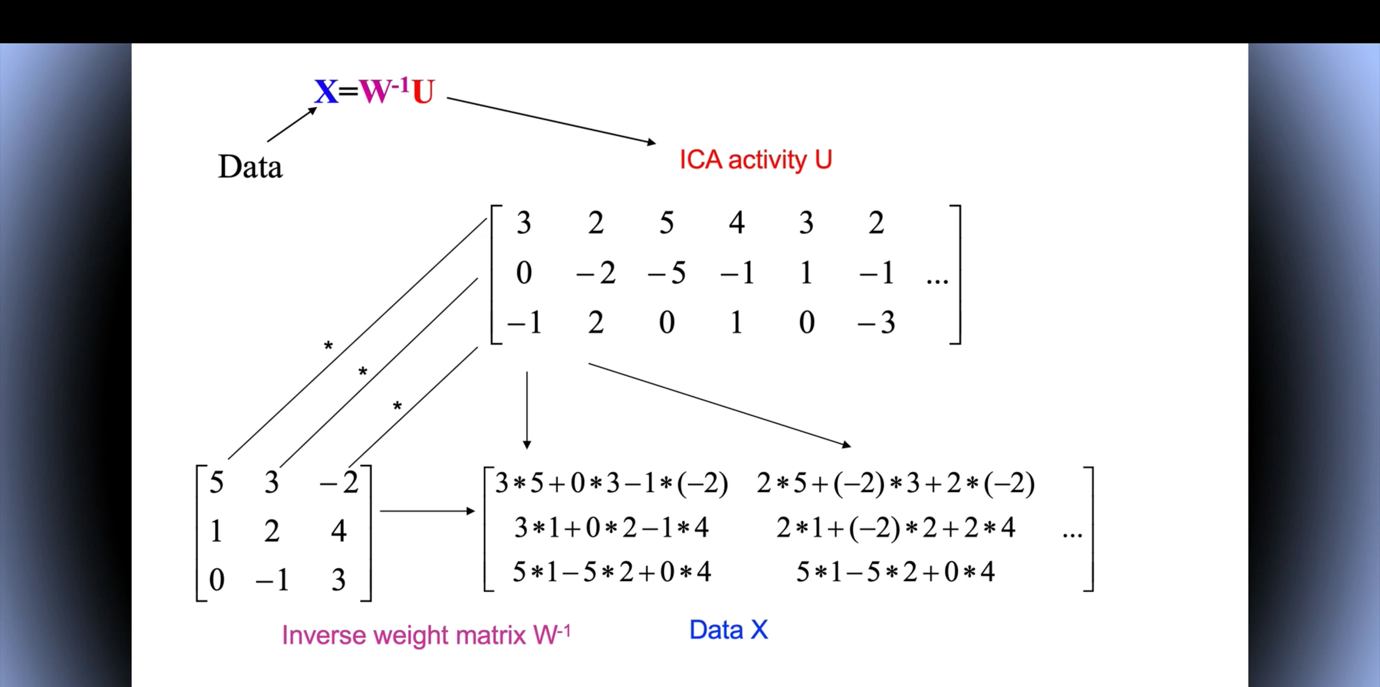 X=W⁻¹U
Data
ICA activity U
3 2 5 4 3 2
0 −2 −5 −1 1 −1 ...
−1 2 0 1 0 −3
*
*
*
5 3 −2
1 2 4
0 −1 3
3*5+0*3−1*(−2) 2*5+(−2)*3+2*(−2)
3*1+0*2−1*4 2*1+(−2)*2+2*4 ...
5*1−5*2+0*4 5*1−5*2+0*4
Inverse weight matrix W⁻¹
Data X